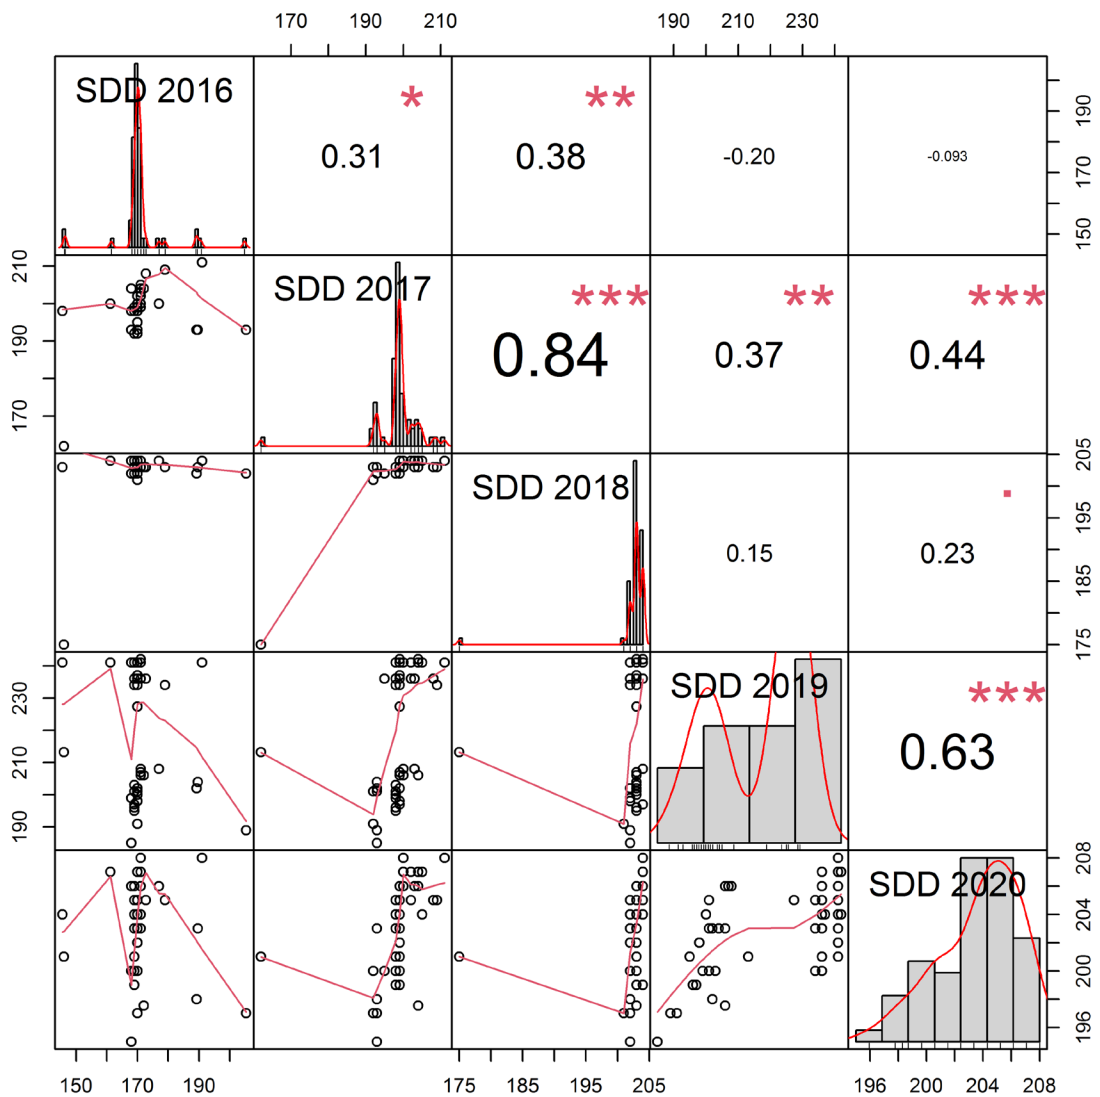 170 190 210 190 210 230
SDD 2016 * ** 190
0.31 0.38 -0.20 -0.093 170
150
210 SDD 2017 *** ** ***
190 0.84 0.37 0.44
170
SDD 2018 205
195
0.15 0.23 185
175
230 SDD 2019 ***
210 0.63
190
SDD 2020 208
204
200
196
150 170 190 175 185 195 205 196 200 204 208